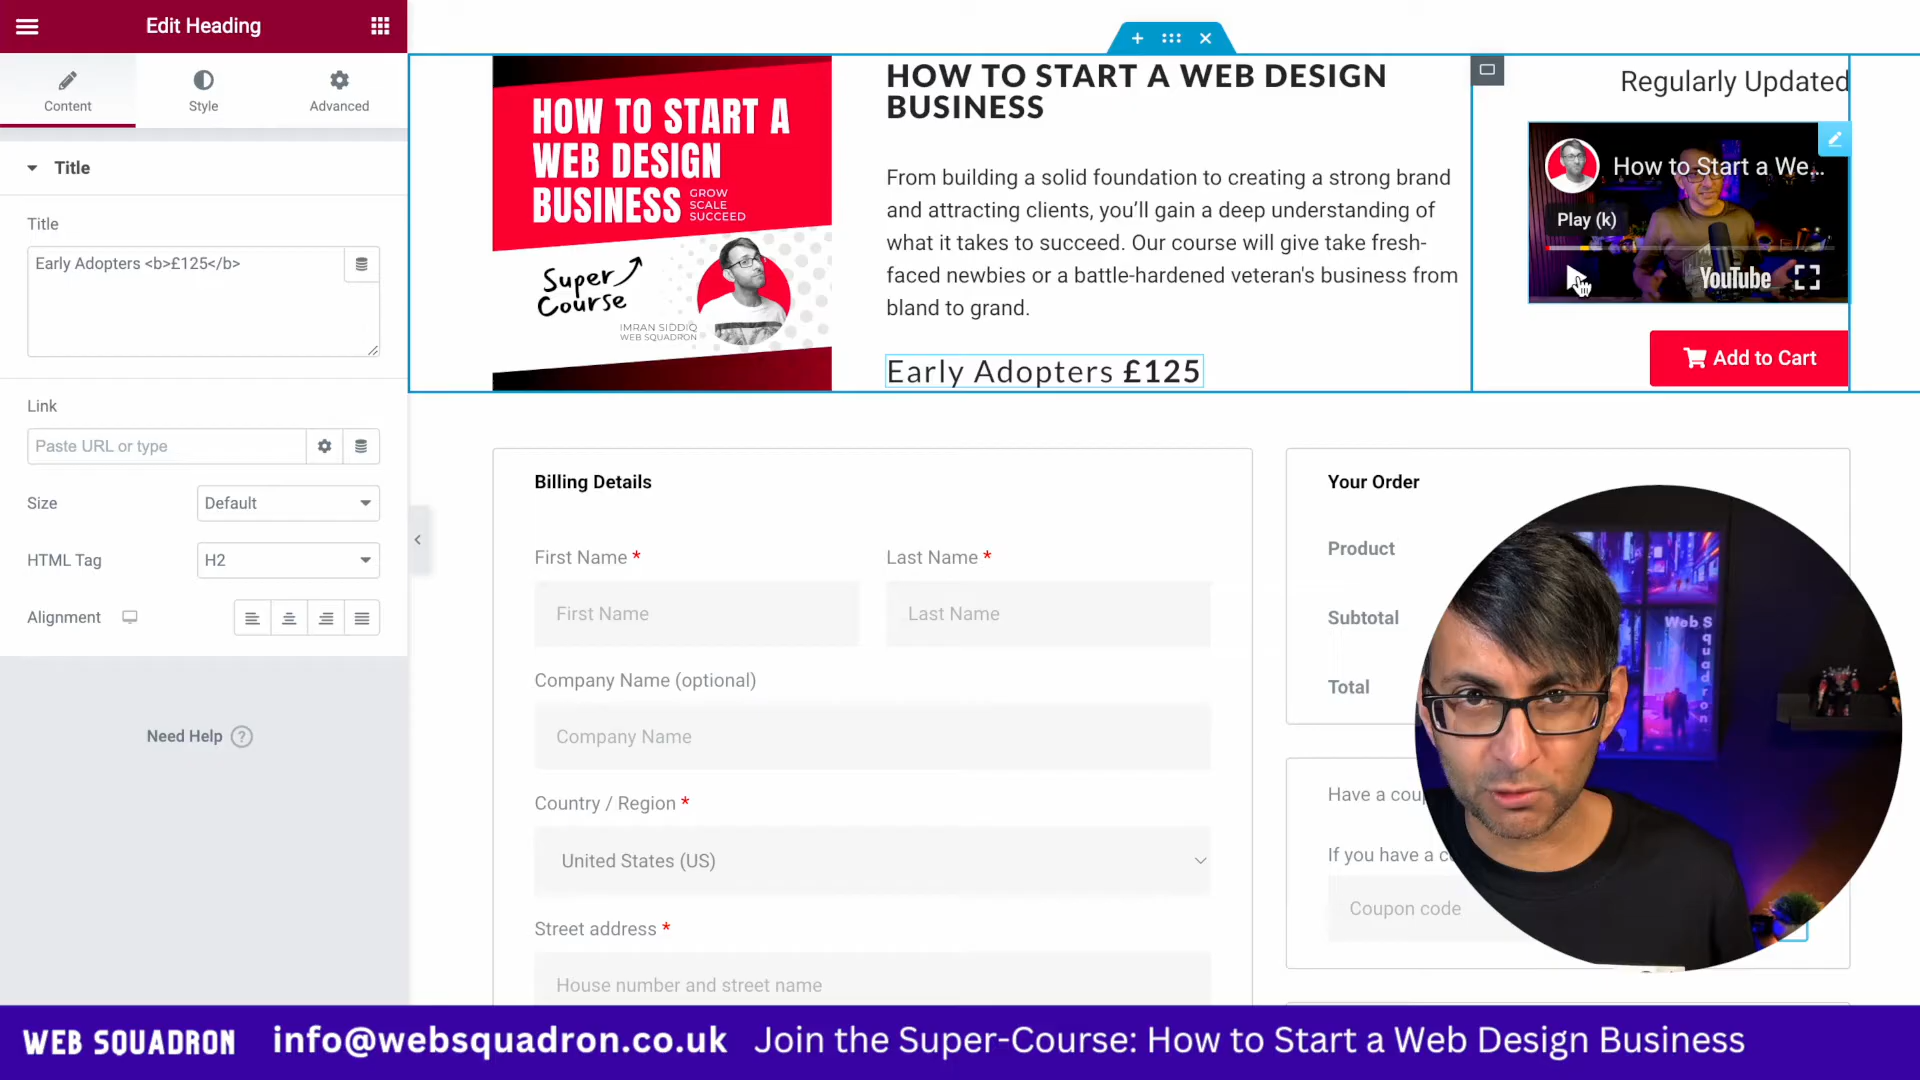 Edit Heading
Content
Style
Advanced
Title
Title
Early Adopters <b>£125</b>
Link
Paste URL or type
Size
Default
HTML Tag
H2
Alignment
Need Help
?
HOW TO START A
WEB DESIGN
BUSINESS
GROW
SCALE
SUCCEED
Super
Course
IMRAN SIDDIQ
WEB SQUADRON
HOW TO START A WEB DESIGN
BUSINESS
From building a solid foundation to creating a strong brand
and attracting clients, you’ll gain a deep understanding of
what it takes to succeed. Our course will give take fresh-
faced newbies or a battle-hardened veteran's business from
bland to grand.
Early Adopters £125
Regularly Updated
How to Start a We...
Play (k)
YouTube
Add to Cart
Billing Details
First Name *
Last Name *
First Name
Last Name
Company Name (optional)
Company Name
Country / Region *
United States (US)
Street address *
House number and street name
Your Order
Product
Subtotal
Total
Have a coup
If you have a co
Coupon code
Web S
quadron
WEB SQUADRON
info@websquadron.co.uk
Join the Super-Course: How to Start a Web Design Business